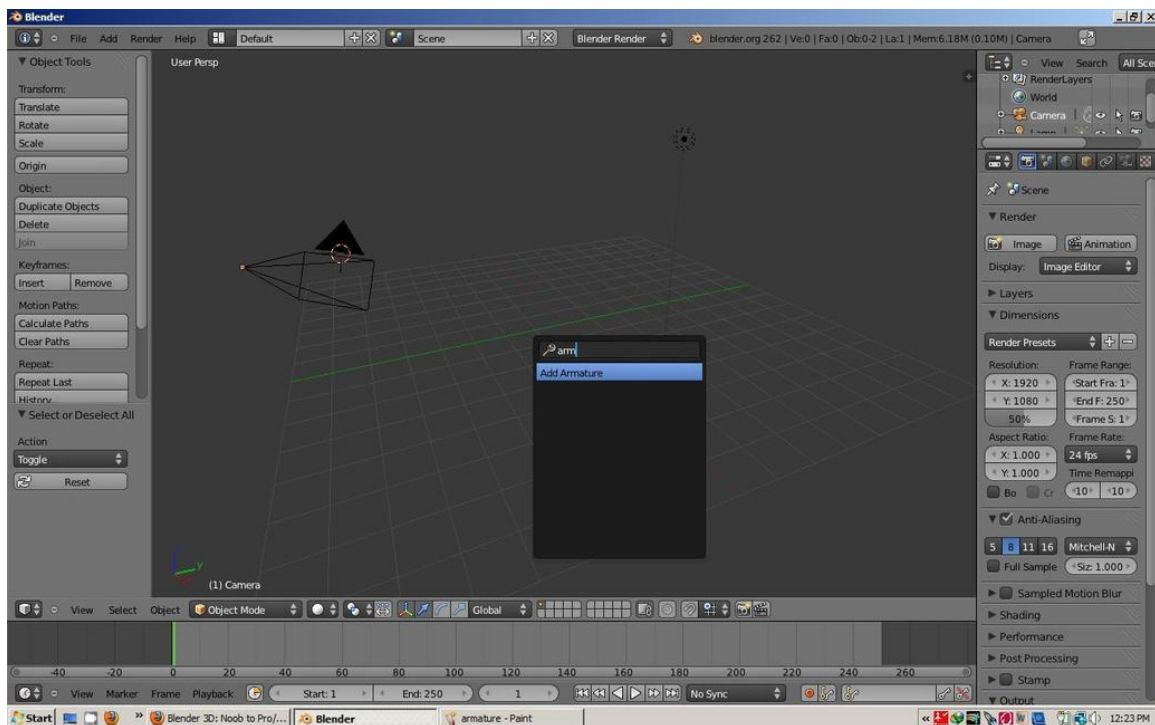 Blender
File Add Render Help Default Scene Blender Render blender.org 262 | Ve:0 | Fa:0 | Ob:0-2 | La:1 | Mem:6.18M (0.10M) | Camera
Object Tools
Transform:
Translate
Rotate
Scale
Origin
Object:
Duplicate Objects
Delete
Join
Keyframes:
Insert Remove
Motion Paths:
Calculate Paths
Clear Paths
Repeat:
Repeat Last
History...
Select or Deselect All
Action
Toggle
Reset
User Persp
arm
Add Armature
y
(1) Camera
View Search All Sce
RenderLayers
World
Camera
Scene
Render
Image Animation
Display: Image Editor
Layers
Dimensions
Render Presets
Resolution: Frame Range:
X: 1920 Start Fra: 1
Y: 1080 End F: 250
50% Frame S: 1
Aspect Ratio: Frame Rate:
X: 1.000 24 fps
Y: 1.000 Time Remappi
Bo Cr 10 10
Anti-Aliasing
5 8 11 16 Mitchell-N
Full Sample Siz: 1.000
Sampled Motion Blur
Shading
Performance
Post Processing
Stamp
Output
View Select Object Object Mode Global
-40 -20 0 20 40 60 80 100 120 140 160 180 200 220 240 260
View Marker Frame Playback Start: 1 End: 250 1 No Sync
Start Blender 3D: Noob to Pro/... Blender armature - Paint 12:23 PM